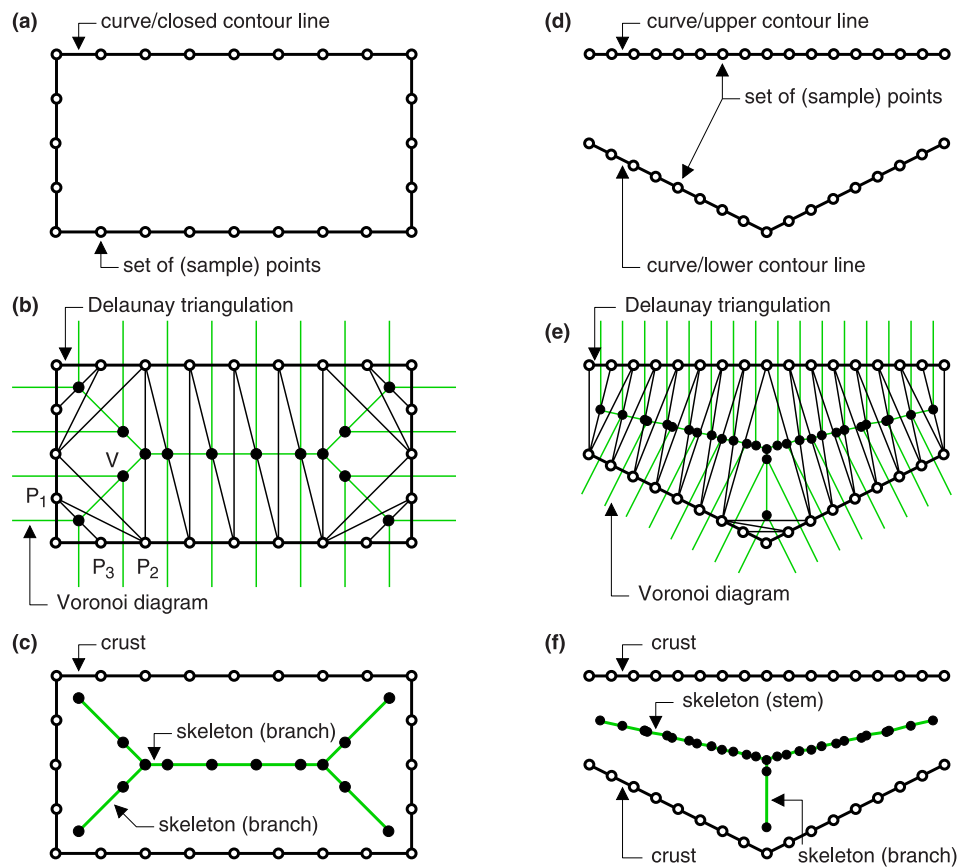 (a)
curve/closed contour line
set of (sample) points
(b)
Delaunay triangulation
V
P1
P3
P2
Voronoi diagram
(c)
crust
skeleton (branch)
skeleton (branch)
(d)
curve/upper contour line
set of (sample) points
curve/lower contour line
(e)
Delaunay triangulation
Voronoi diagram
(f)
crust
skeleton (stem)
crust
skeleton (branch)